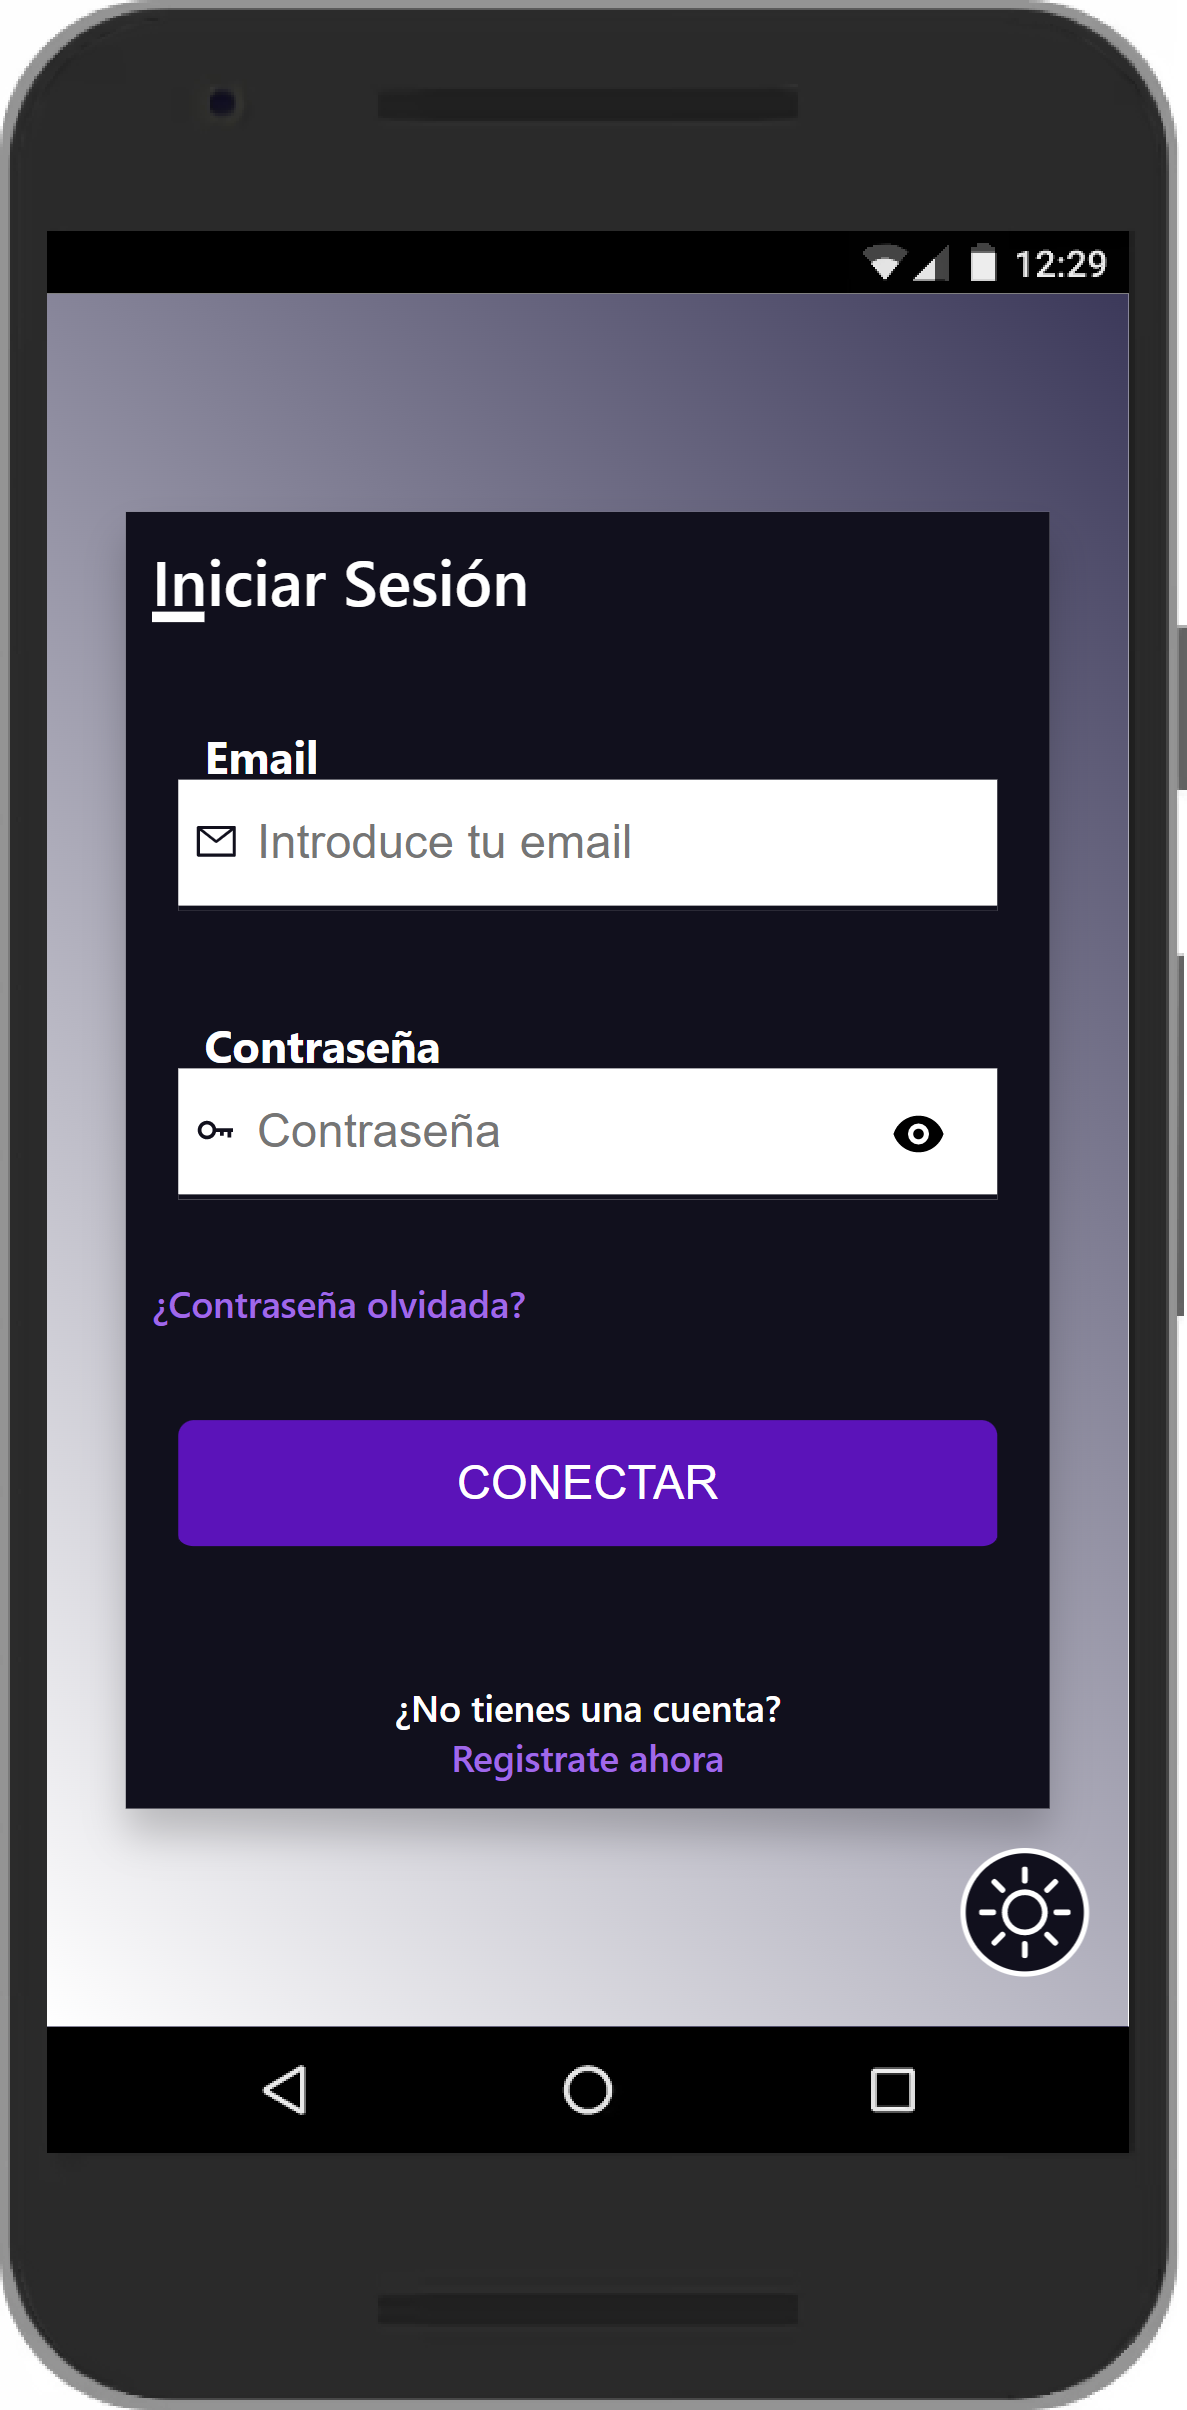 12:29
Iniciar Sesión
Email
Introduce tu email
Contraseña
Contraseña
¿Contraseña olvidada?
CONECTAR
¿No tienes una cuenta?
Registrate ahora